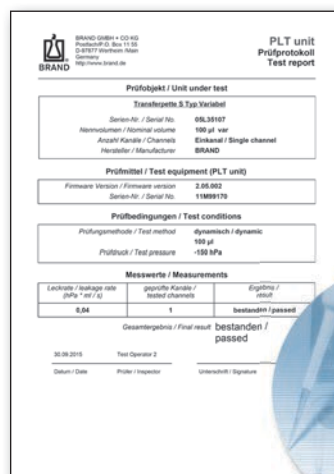 BRAND GMBH + CO KG
Postfach/P.O. Box 11 55
D-97877 Wertheim /Main
Germany
http://www.brand.de
BRAND
PLT unit
Prüfprotokoll
Test report
Prüfobjekt / Unit under test
Transferpette S Typ Variabel
Serien-Nr. / Serial No. 05L35107
Nennvolumen / Nominal volume 100 µl var
Anzahl Kanäle / Channels Einkanal / Single channel
Hersteller / Manufacturer BRAND
Prüfmittel / Test equipment (PLT unit)
Firmware Version / Firmware version 2.05.002
Serien-Nr. / Serial No. 11M99170
Prüfbedingungen / Test conditions
Prüfungsmethode / Test method dynamisch / dynamic
100 µl
Prüfdruck / Test pressure -150 hPa
Messwerte / Measurements
Leckrate / leakage rate (hPa * ml / s) geprüfte Kanäle / tested channels Ergebnis / result
0,04 1 bestanden / passed
Gesamtergebnis / Final result bestanden /
passed
30.09.2015 Test Operator 2
Datum / Date Prüfer / Inspector Unterschrift / Signature